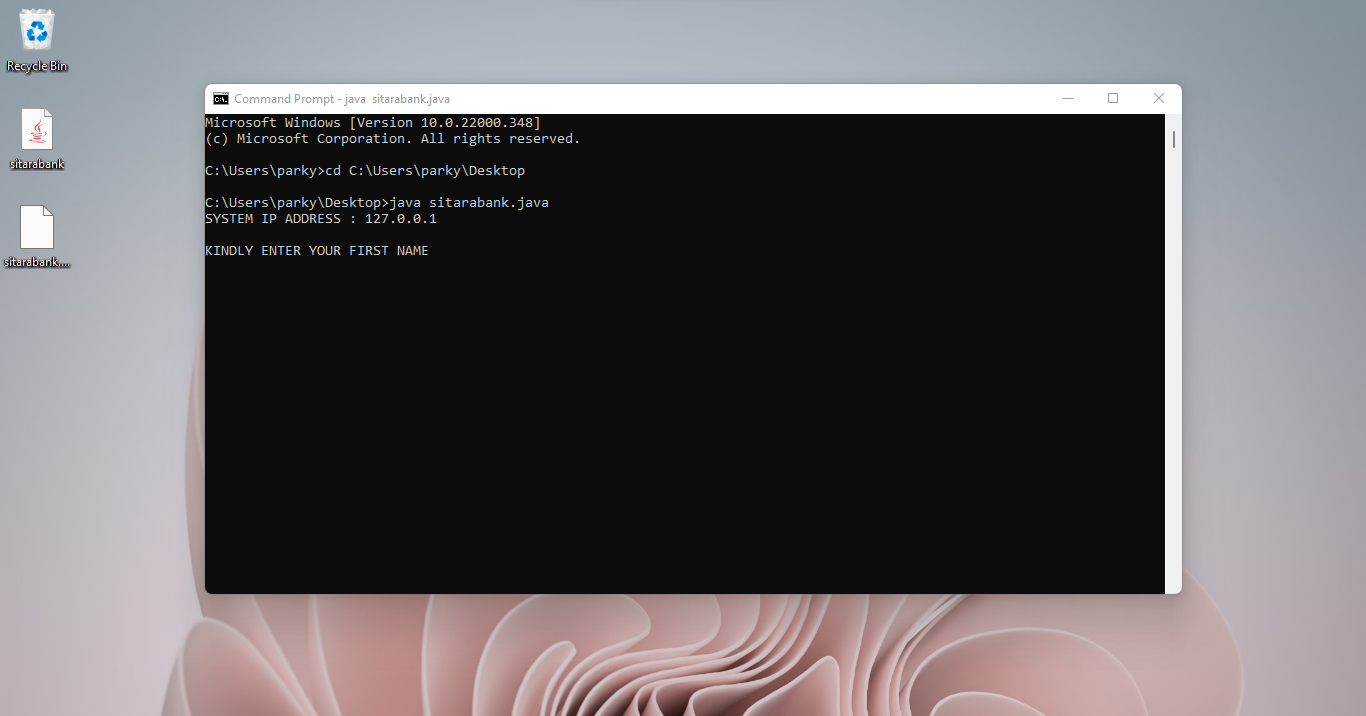 Recycle Bin
sitarabank
sitarabank....
Command Prompt - java  sitarabank.java
Microsoft Windows [Version 10.0.22000.348]
(c) Microsoft Corporation. All rights reserved.
C:\Users\parky>cd C:\Users\parky\Desktop
C:\Users\parky\Desktop>java sitarabank.java
SYSTEM IP ADDRESS : 127.0.0.1
KINDLY ENTER YOUR FIRST NAME